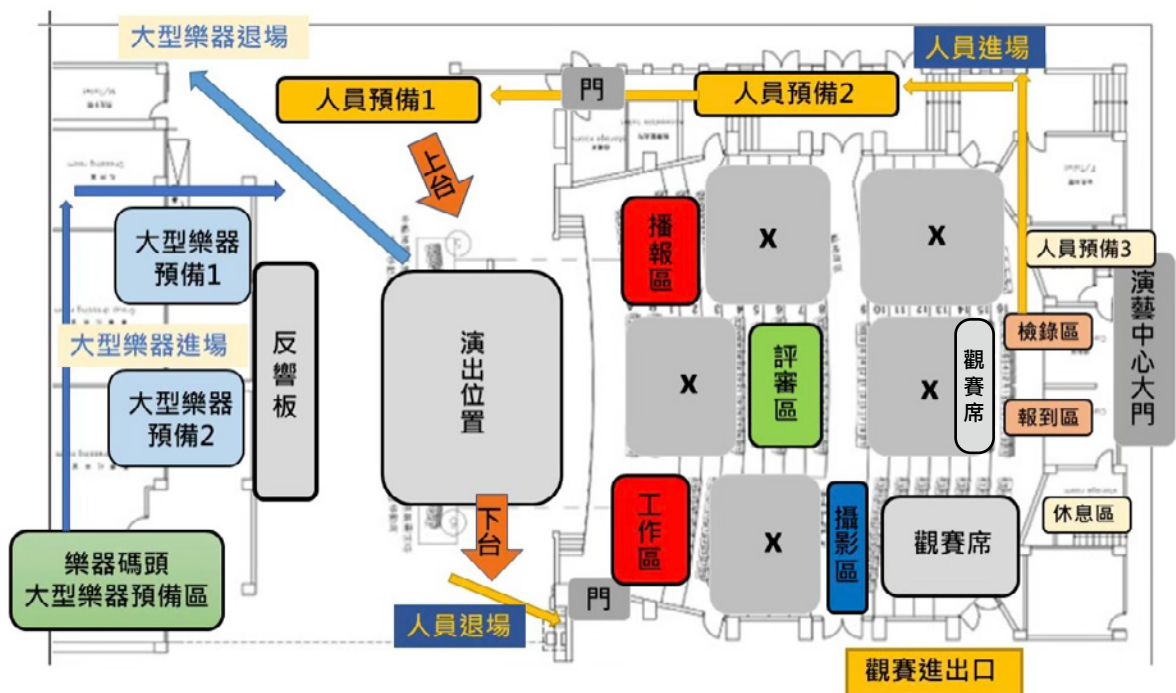 大型樂器退場
人員進場
人員預備1
門
人員預備2
上台
大型樂器
預備1
播報區
X
X
人員預備3
演藝中心大門
大型樂器進場
反響板
演出位置
X
評審區
X
觀賽席
檢錄區
報到區
大型樂器
預備2
下台
工作區
X
攝影區
觀賽席
休息區
樂器碼頭
大型樂器預備區
門
人員退場
觀賽進出口